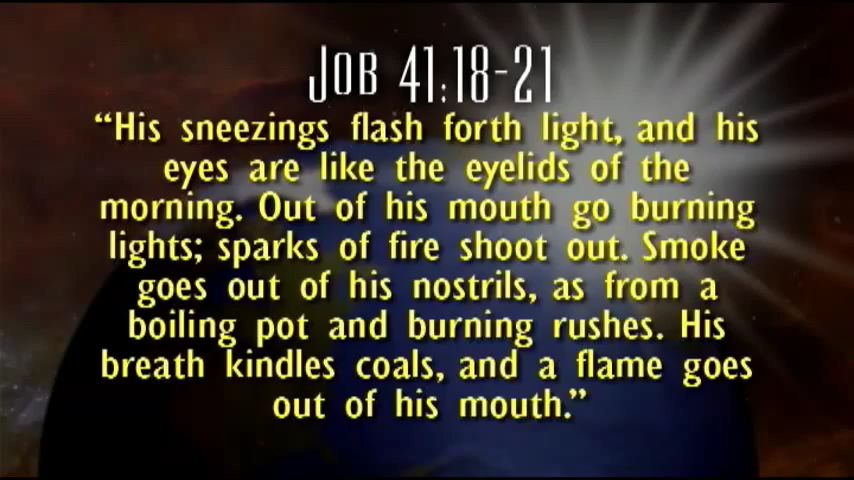 Job 41:18-21
“His sneezings flash forth light, and his
eyes are like the eyelids of the
morning. Out of his mouth go burning
lights; sparks of fire shoot out. Smoke
goes out of his nostrils, as from a
boiling pot and burning rushes. His
breath kindles coals, and a flame goes
out of his mouth.”